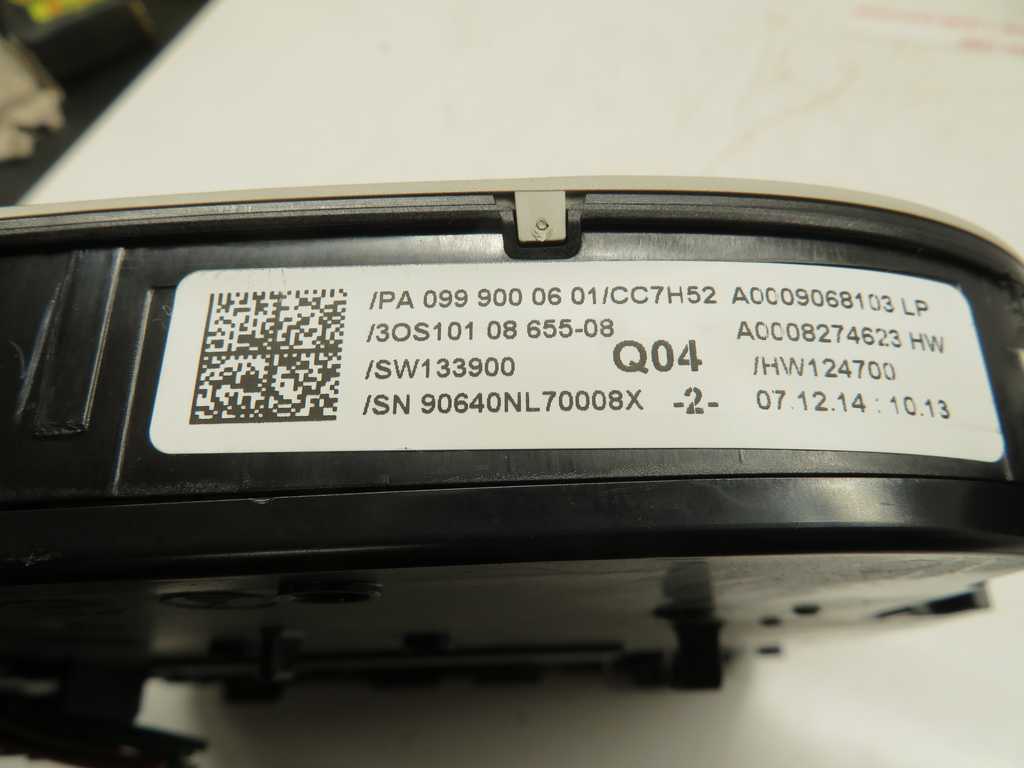 /PA 099 900 06 01/CC7H52 A0009068103 LP
/3OS101 08 655-08 A0008274623 HW
/SW133900 Q04 /HW124700
/SN 90640NL70008X -2- 07.12.14 : 10.13